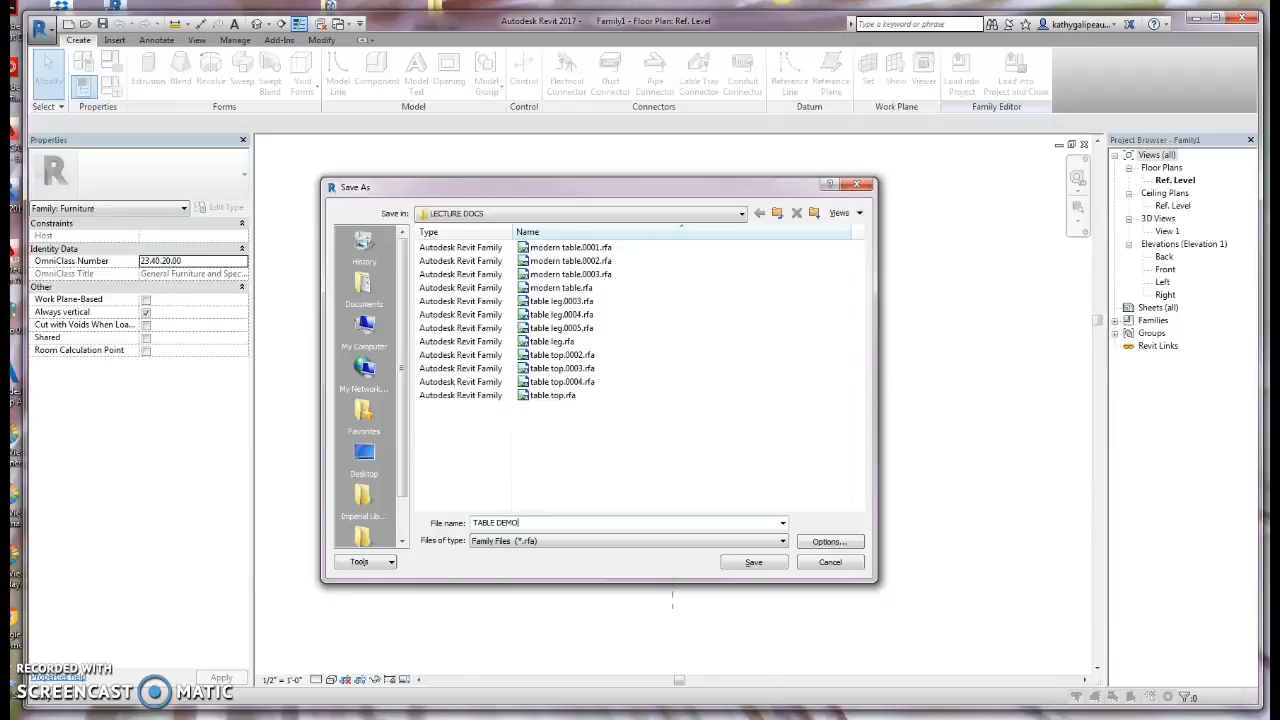 Autodesk Revit 2017 - Family1 - Floor Plan: Ref. Level
Type a keyword or phrase
kathygalipeau...
Create Insert Annotate View Manage Add-Ins Modify
Modify
Extrusion Blend Revolve Sweep Swept Blend Void Forms
Model Line Component Model Text Opening Model Group
Control
Electrical Connector Duct Connector Pipe Connector Cable Tray Connector Conduit Connector
Reference Line Reference Plane
Set Show Viewer
Load into Project Load into Project and Close
Select Properties Forms Model Control Connectors Datum Work Plane Family Editor
Properties
Family: Furniture
Edit Type
Constraints
Host
Identity Data
OmniClass Number 23.40.20.00
OmniClass Title General Furniture and Spec...
Other
Work Plane-Based
Always vertical
Cut with Voids When Loa...
Shared
Room Calculation Point
Properties help
Apply
Save As
Save in: LECTURE DOCS
Views
Type Name
Autodesk Revit Family modern table.0001.rfa
Autodesk Revit Family modern table.0002.rfa
Autodesk Revit Family modern table.0003.rfa
Autodesk Revit Family modern table.rfa
Autodesk Revit Family table leg.0003.rfa
Autodesk Revit Family table leg.0004.rfa
Autodesk Revit Family table leg.0005.rfa
Autodesk Revit Family table leg.rfa
Autodesk Revit Family table top.0002.rfa
Autodesk Revit Family table top.0003.rfa
Autodesk Revit Family table top.0004.rfa
Autodesk Revit Family table top.rfa
History
Documents
My Computer
My Network...
Favorites
Desktop
Imperial Lib...
File name: TABLE DEMO
Files of type: Family Files (*.rfa)
Options...
Tools
Save
Cancel
Project Browser - Family1
Views (all)
Floor Plans
Ref. Level
Ceiling Plans
Ref. Level
3D Views
View 1
Elevations (Elevation 1)
Back
Front
Left
Right
Sheets (all)
Families
Groups
Revit Links
1/2" = 1'-0"
:0
RECORDED WITH
SCREENCAST MATIC